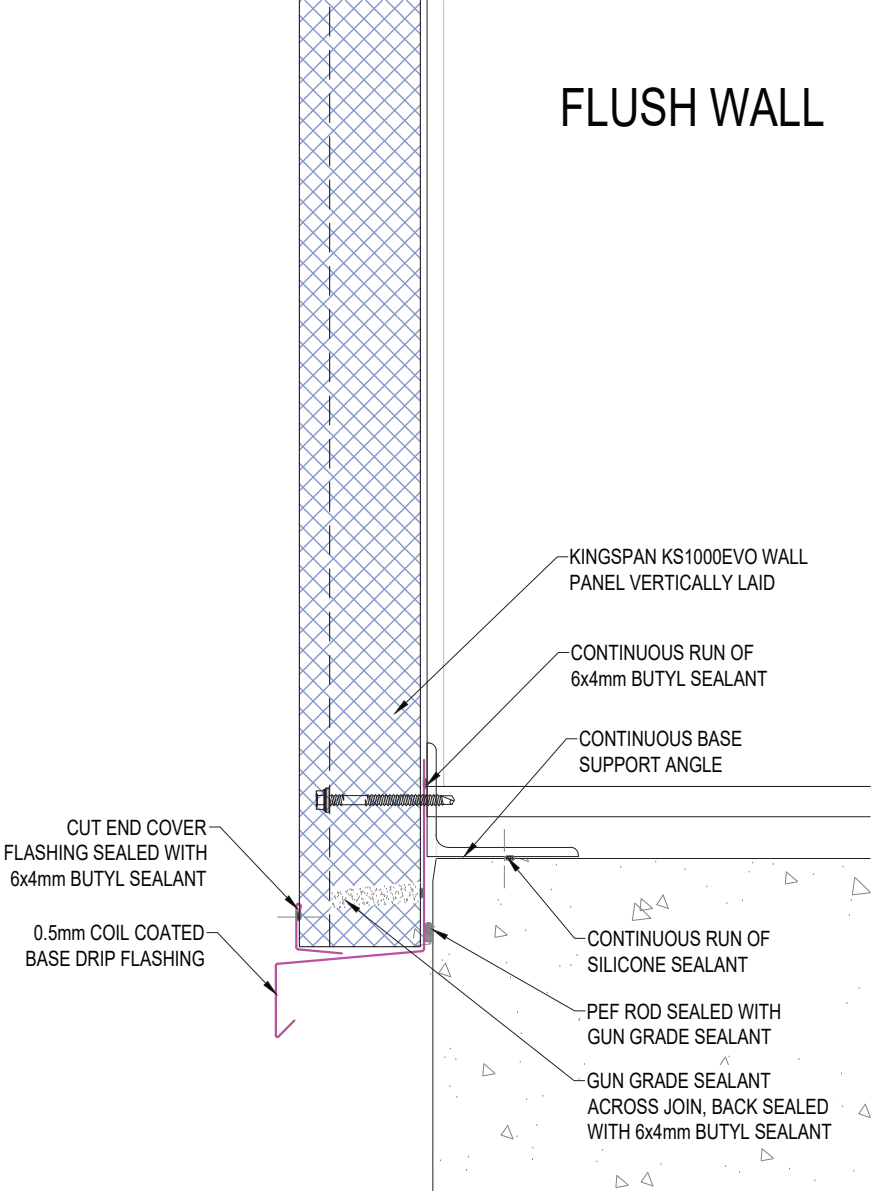 FLUSH WALL
KINGSPAN KS1000EVO WALL
PANEL VERTICALLY LAID
CONTINUOUS RUN OF
6x4mm BUTYL SEALANT
CONTINUOUS BASE
SUPPORT ANGLE
CUT END COVER
FLASHING SEALED WITH
6x4mm BUTYL SEALANT
0.5mm COIL COATED
BASE DRIP FLASHING
CONTINUOUS RUN OF
SILICONE SEALANT
PEF ROD SEALED WITH
GUN GRADE SEALANT
GUN GRADE SEALANT
ACROSS JOIN, BACK SEALED
WITH 6x4mm BUTYL SEALANT